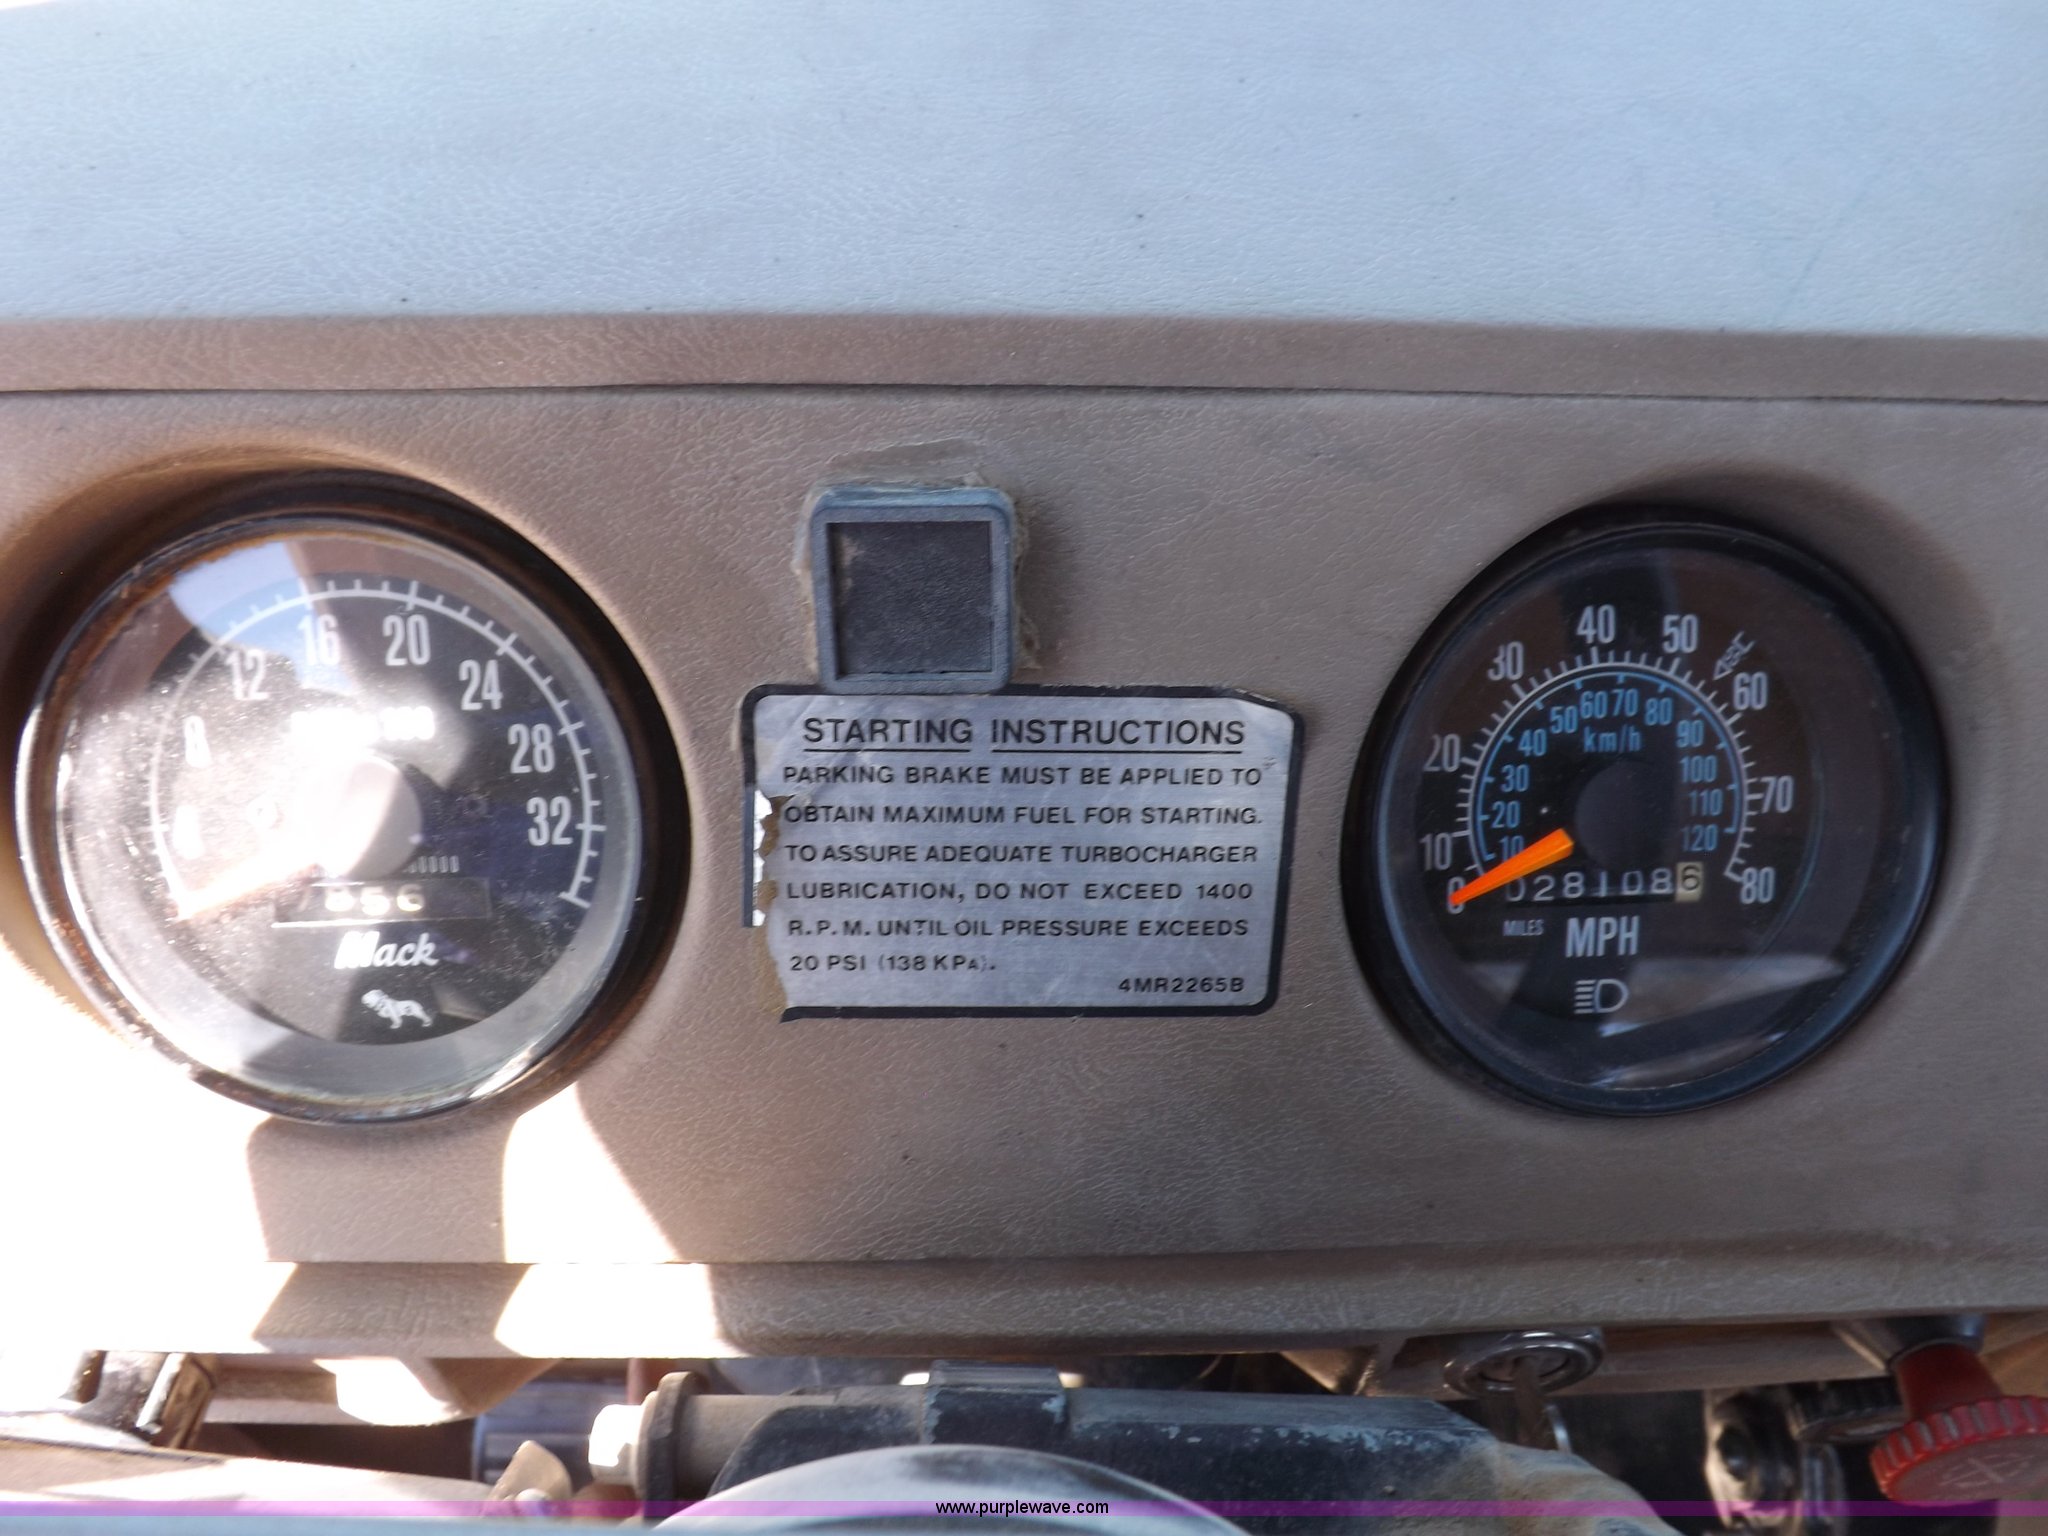 12 16 20 24 28 32
8
Mack
STARTING INSTRUCTIONS
PARKING BRAKE MUST BE APPLIED TO
OBTAIN MAXIMUM FUEL FOR STARTING.
TO ASSURE ADEQUATE TURBOCHARGER
LUBRICATION, DO NOT EXCEED 1400
R.P.M. UNTIL OIL PRESSURE EXCEEDS
20 PSI (138 KPA).
4MR2265B
0 10 20 30 40 50 60 70 80
10 20 30 40 50 60 70 80 90 100 110 120
km/h
0281086
MILES
MPH
www.purplewave.com